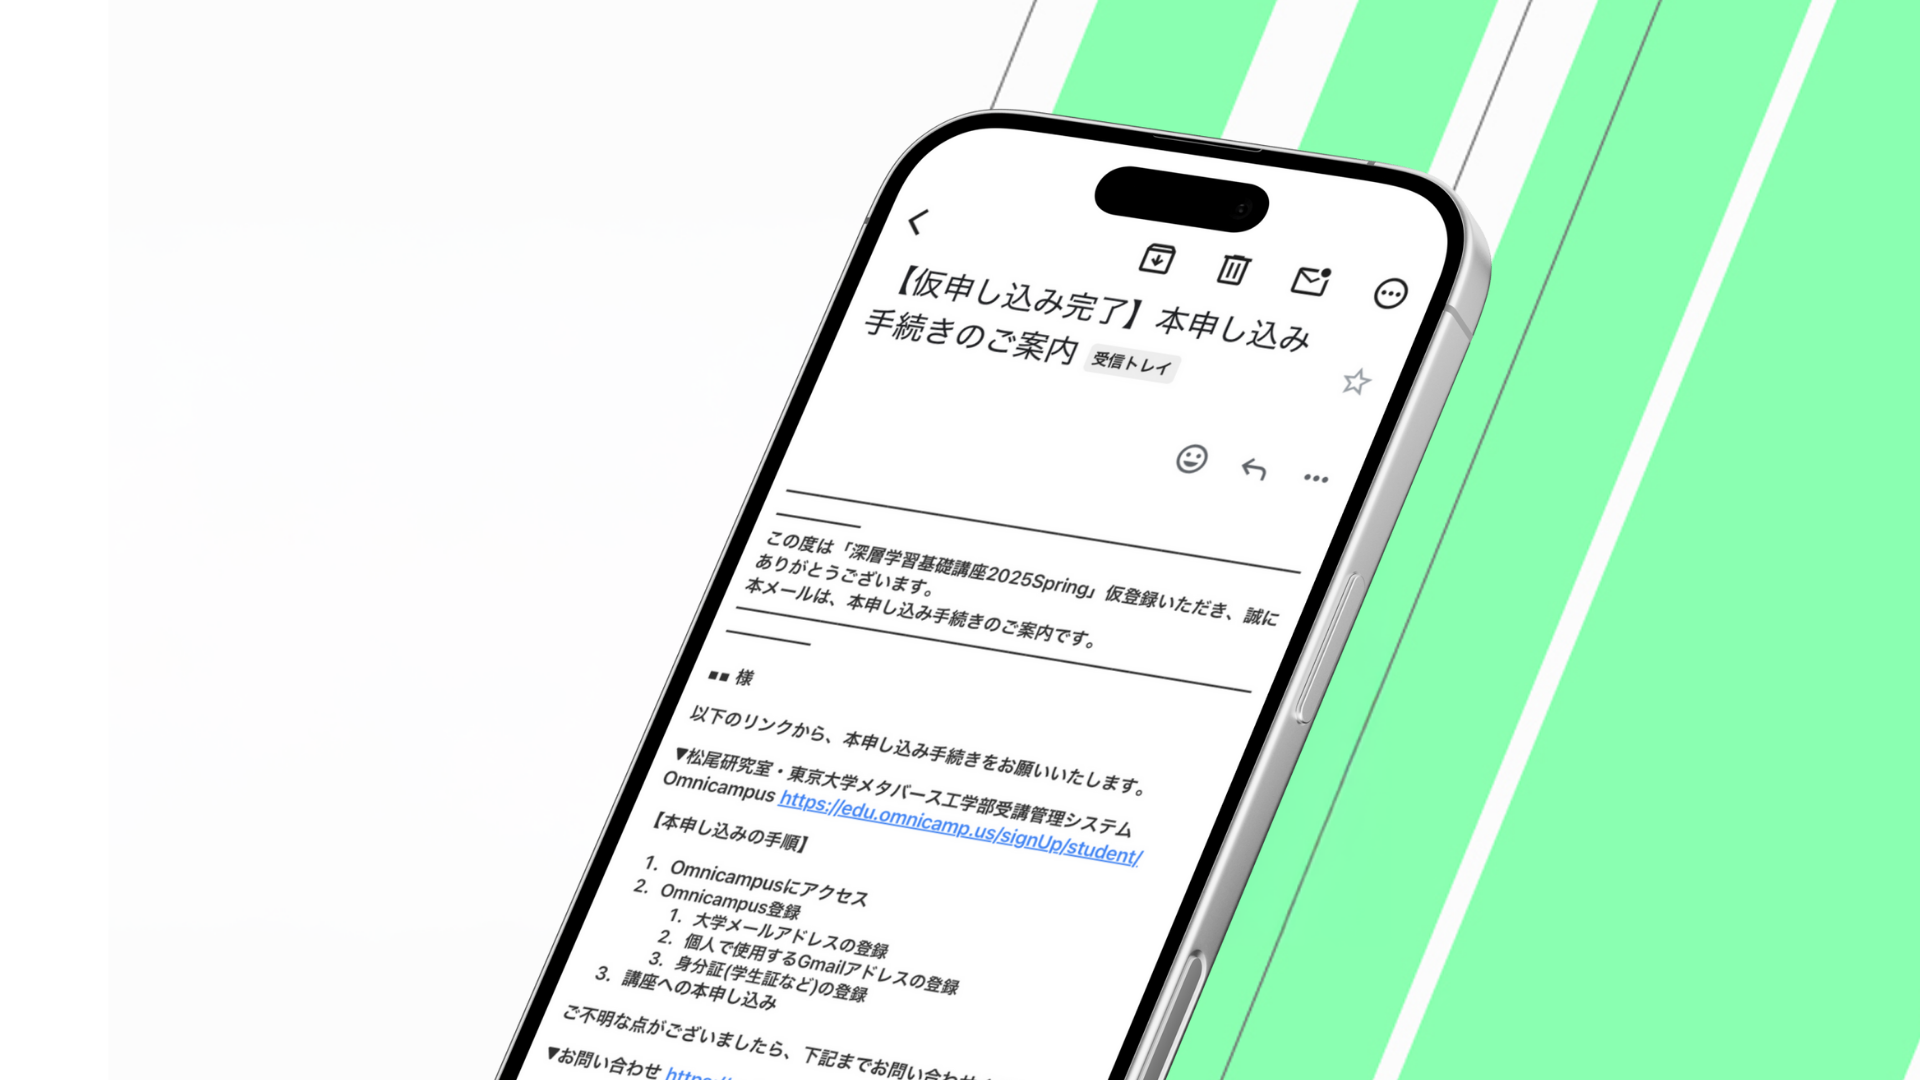 【仮申し込み完了】本申し込み
手続きのご案内 受信トレイ
この度は「深層学習基礎講座2025Spring」仮登録いただき、誠に
ありがとうございます。
本メールは、本申し込み手続きのご案内です。
■■ 様
以下のリンクから、本申し込み手続きをお願いいたします。
▼松尾研究室・東京大学メタバース工学部受講管理システム
Omnicampus https://edu.omnicamp.us/signUp/student/
【本申し込みの手順】
1. Omnicampusにアクセス
2. Omnicampus登録
1. 大学メールアドレスの登録
2. 個人で使用するGmailアドレスの登録
3. 身分証(学生証など)の登録
3. 講座への本申し込み
ご不明な点がございましたら、下記までお問い合わせ
▼お問い合わせ